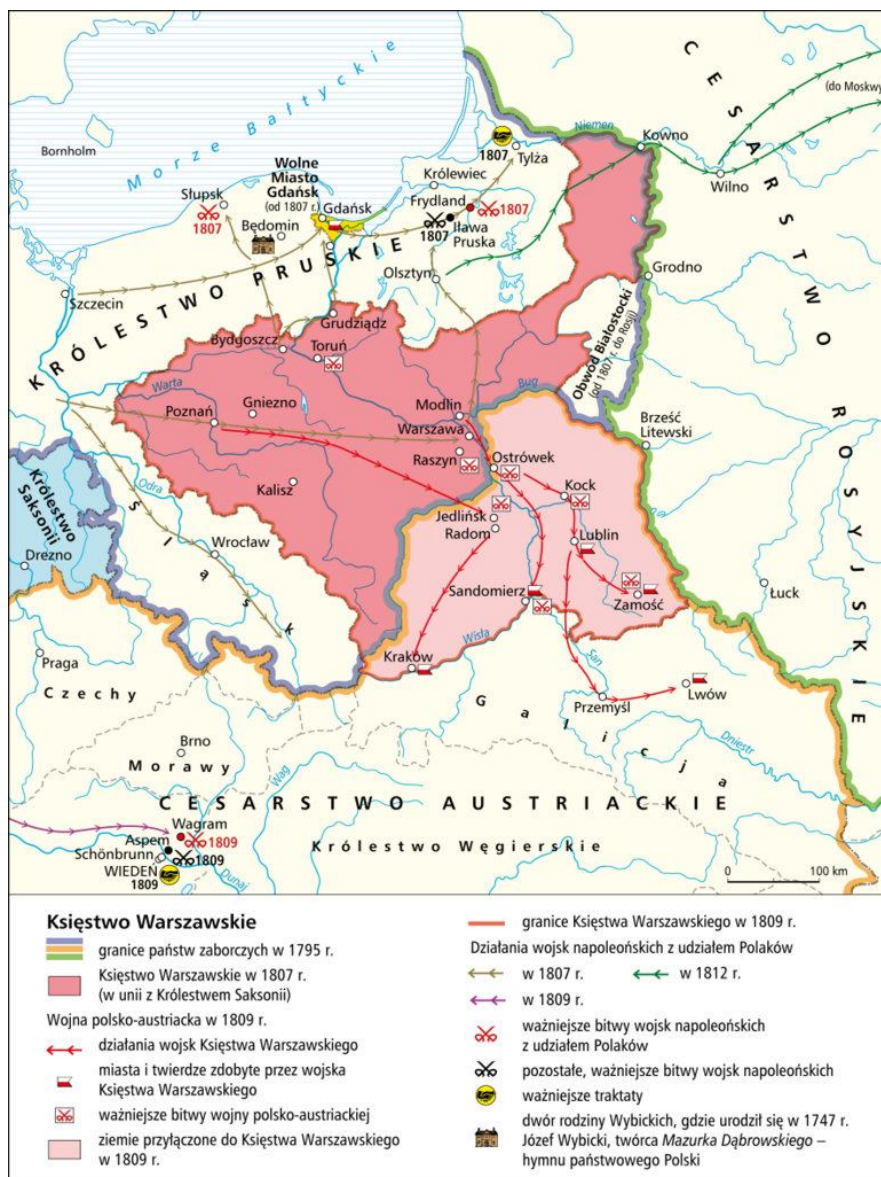 CESARSTWO ROSYJSKIE
(do Moskwy)
Morze Bałtyckie
Bornholm
Niemen
Kowno
Wilno
1807
Tylża
Wolne
Miasto
Gdańsk
(od 1807 r.)
Królewiec
Słupsk
1807
Gdańsk
Frydland
1807
1807
Iława
Pruska
Będomin
KRÓLESTWO PRUSKIE
Olsztyn
Grodno
Szczecin
Grudziądz
Bydgoszcz
Toruń
Obwód Białostocki
(od 1807 r. do Rosji)
Warta
Gniezno
Poznań
Modlin
Bug
Warszawa
Brześć
Litewski
Raszyn
Ostrówek
Królestwo
Saksonii
Kalisz
Kock
Odra
Jedlińsk
Radom
Śląsk
Lublin
Drezno
Wrocław
Sandomierz
Zamość
Łuck
Wisła
Praga
Kraków
San
Czechy
Przemyśl
Lwów
Galicja
Dniestr
Brno
Morawy
Wag
CESARSTWO AUSTRIACKIE
Wagram
1809
Królestwo Węgierskie
Aspern
Schönbrunn
1809
WIEDEŃ
1809
Dunaj
0 100 km
Księstwo Warszawskie
granice państw zaborczych w 1795 r.
Księstwo Warszawskie w 1807 r.
(w unii z Królestwem Saksonii)
Wojna polsko-austriacka w 1809 r.
działania wojsk Księstwa Warszawskiego
miasta i twierdze zdobyte przez wojska
Księstwa Warszawskiego
ważniejsze bitwy wojny polsko-austriackiej
ziemie przyłączone do Księstwa Warszawskiego
w 1809 r.
granice Księstwa Warszawskiego w 1809 r.
Działania wojsk napoleońskich z udziałem Polaków
w 1807 r.
w 1812 r.
w 1809 r.
ważniejsze bitwy wojsk napoleońskich
z udziałem Polaków
pozostałe, ważniejsze bitwy wojsk napoleońskich
ważniejsze traktaty
dwór rodziny Wybickich, gdzie urodził się w 1747 r.
Józef Wybicki, twórca Mazurka Dąbrowskiego –
hymnu państwowego Polski